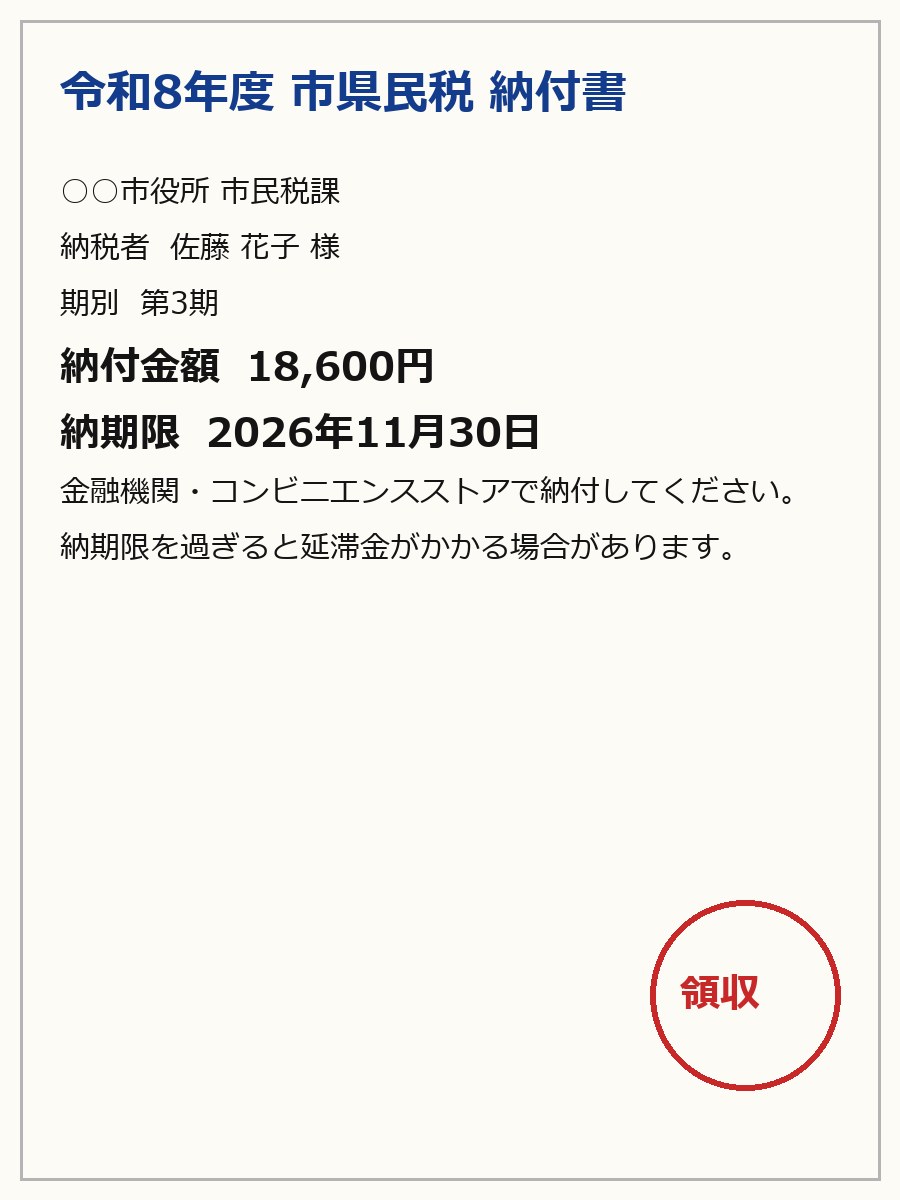 令和8年度 市県民税 納付書
○○市役所 市民税課
納税者 佐藤 花子 様
期別 第3期
納付金額 18,600円
納期限 2026年11月30日
金融機関・コンビニエンスストアで納付してください。
納期限を過ぎると延滞金がかかる場合があります。
領収